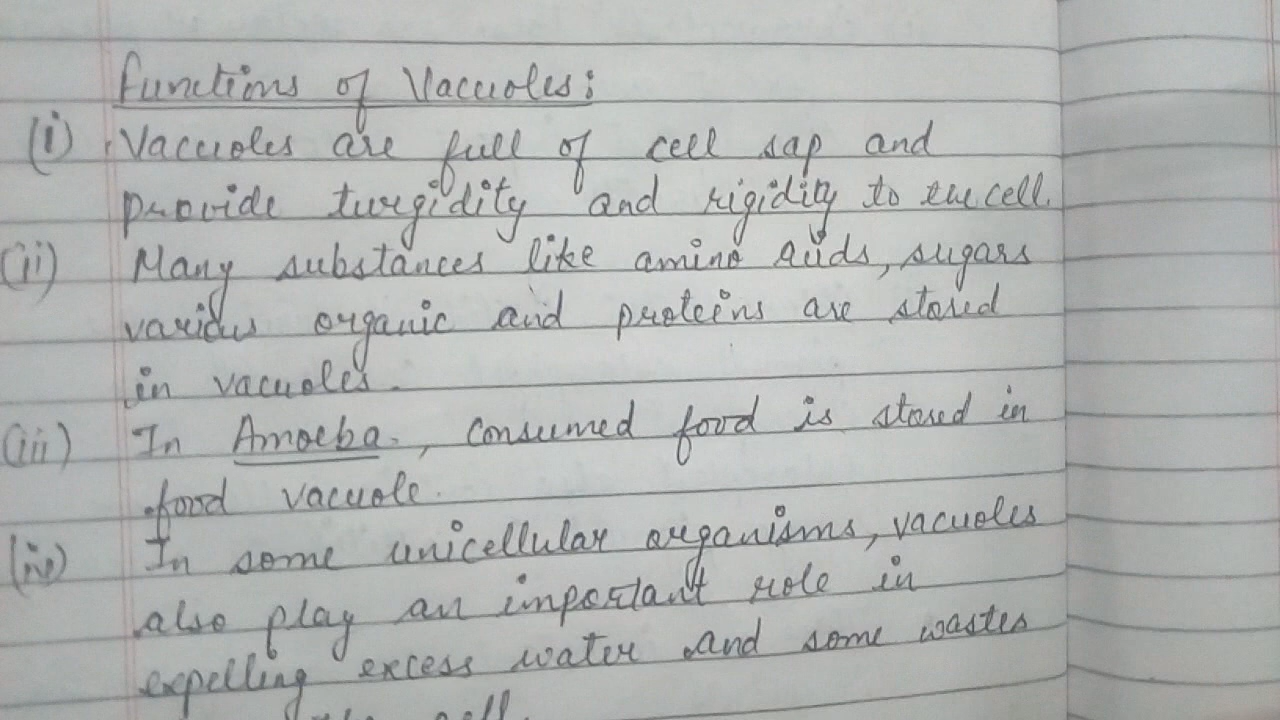 Functions of Vacuoles:
(i) Vacuoles are full of cell sap and
provide turgidity and rigidity to the cell.
(ii) Many substances like amino acids, sugars
various organic and proteins are stored
in vacuoles.
(iii) In Amoeba, consumed food is stored in
food vacuole.
(iv) In some unicellular organisms, vacuoles
also play an important role in
expelling excess water and some wastes
cell.